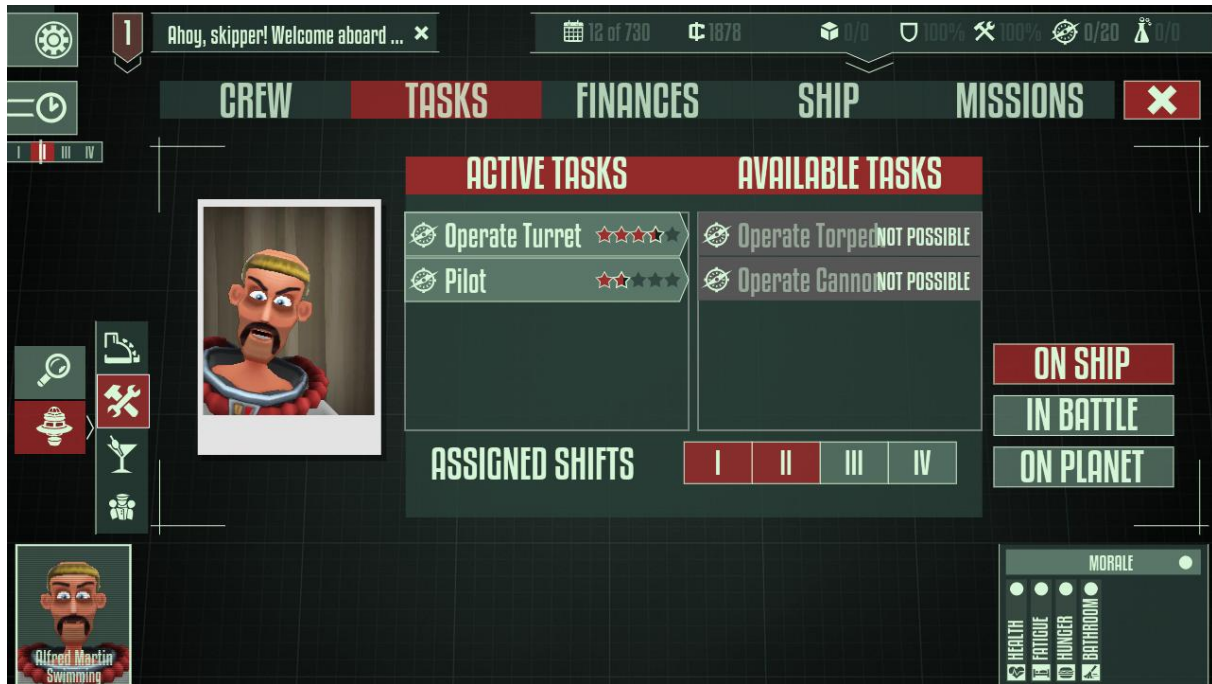 1
Ahoy, skipper! Welcome aboard ...
12 of 730
1878
0/0
100%
100%
0/20
0/0
CREW
TASKS
FINANCES
SHIP
MISSIONS
I II III IV
ACTIVE TASKS
AVAILABLE TASKS
Operate Turret
Operate Torped NOT POSSIBLE
Pilot
Operate Cannon NOT POSSIBLE
ON SHIP
IN BATTLE
ON PLANET
ASSIGNED SHIFTS
I II III IV
Alfred Martin
Swimming
MORALE
HEALTH
FATIGUE
HUNGER
BATHROOM